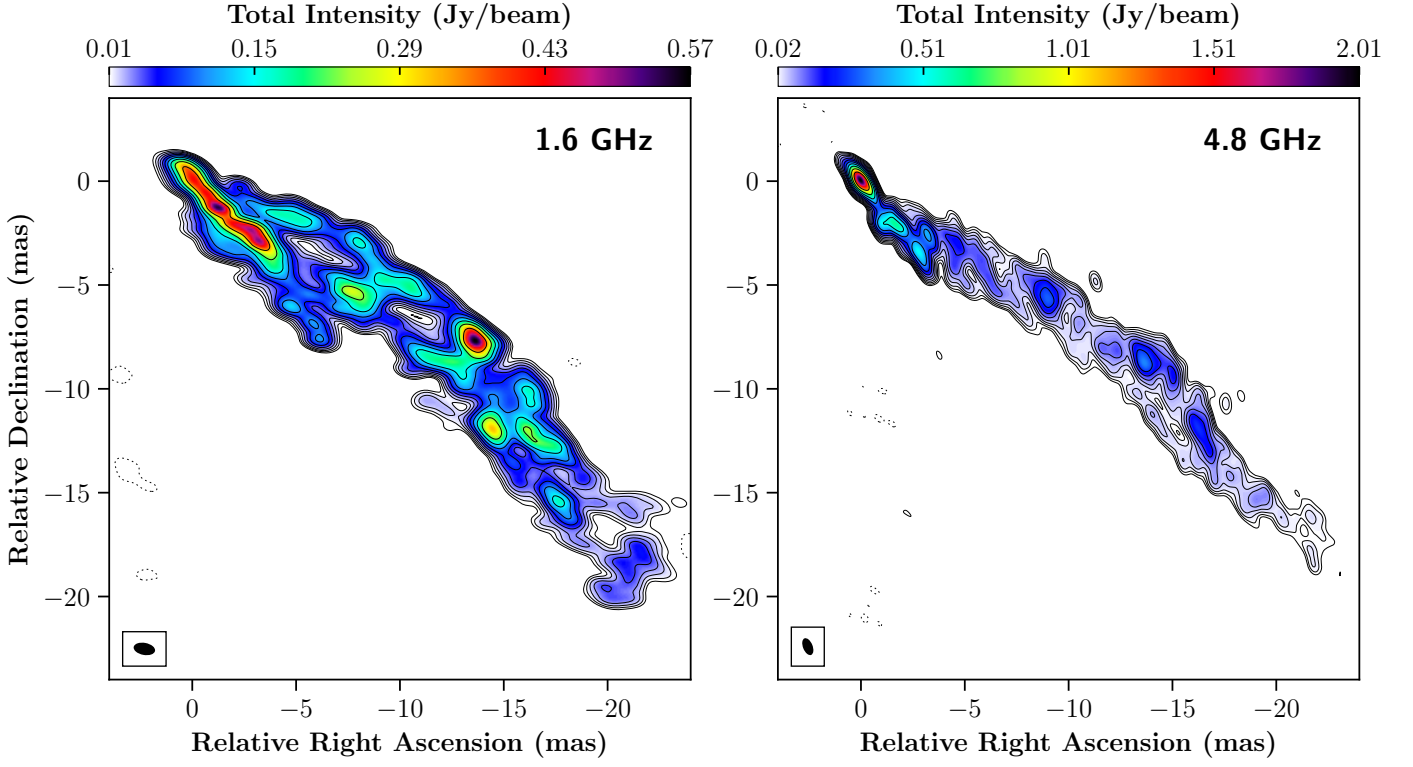 Total Intensity (Jy/beam)
0.01 0.15 0.29 0.43 0.57
1.6 GHz
0
−5
−10
−15
−20
Relative Declination (mas)
0 −5 −10 −15 −20
Relative Right Ascension (mas)
Total Intensity (Jy/beam)
0.02 0.51 1.01 1.51 2.01
4.8 GHz
0
−5
−10
−15
−20
0 −5 −10 −15 −20
Relative Right Ascension (mas)